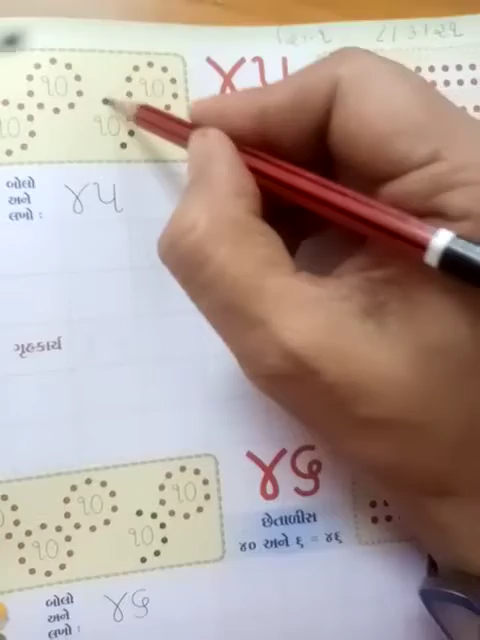 ૧૦ ૧૦ ૪૫
૧૦ ૧૦
બોલો
અને
લખો :
૪૫
ગૃહકાર્ય
૪૬
૧૦ ૧૦
૧૦ ૧૦
છેતાળીસ
૪૦ અને ૬ = ૪૬
બોલો
અને
લખો :
૪૬